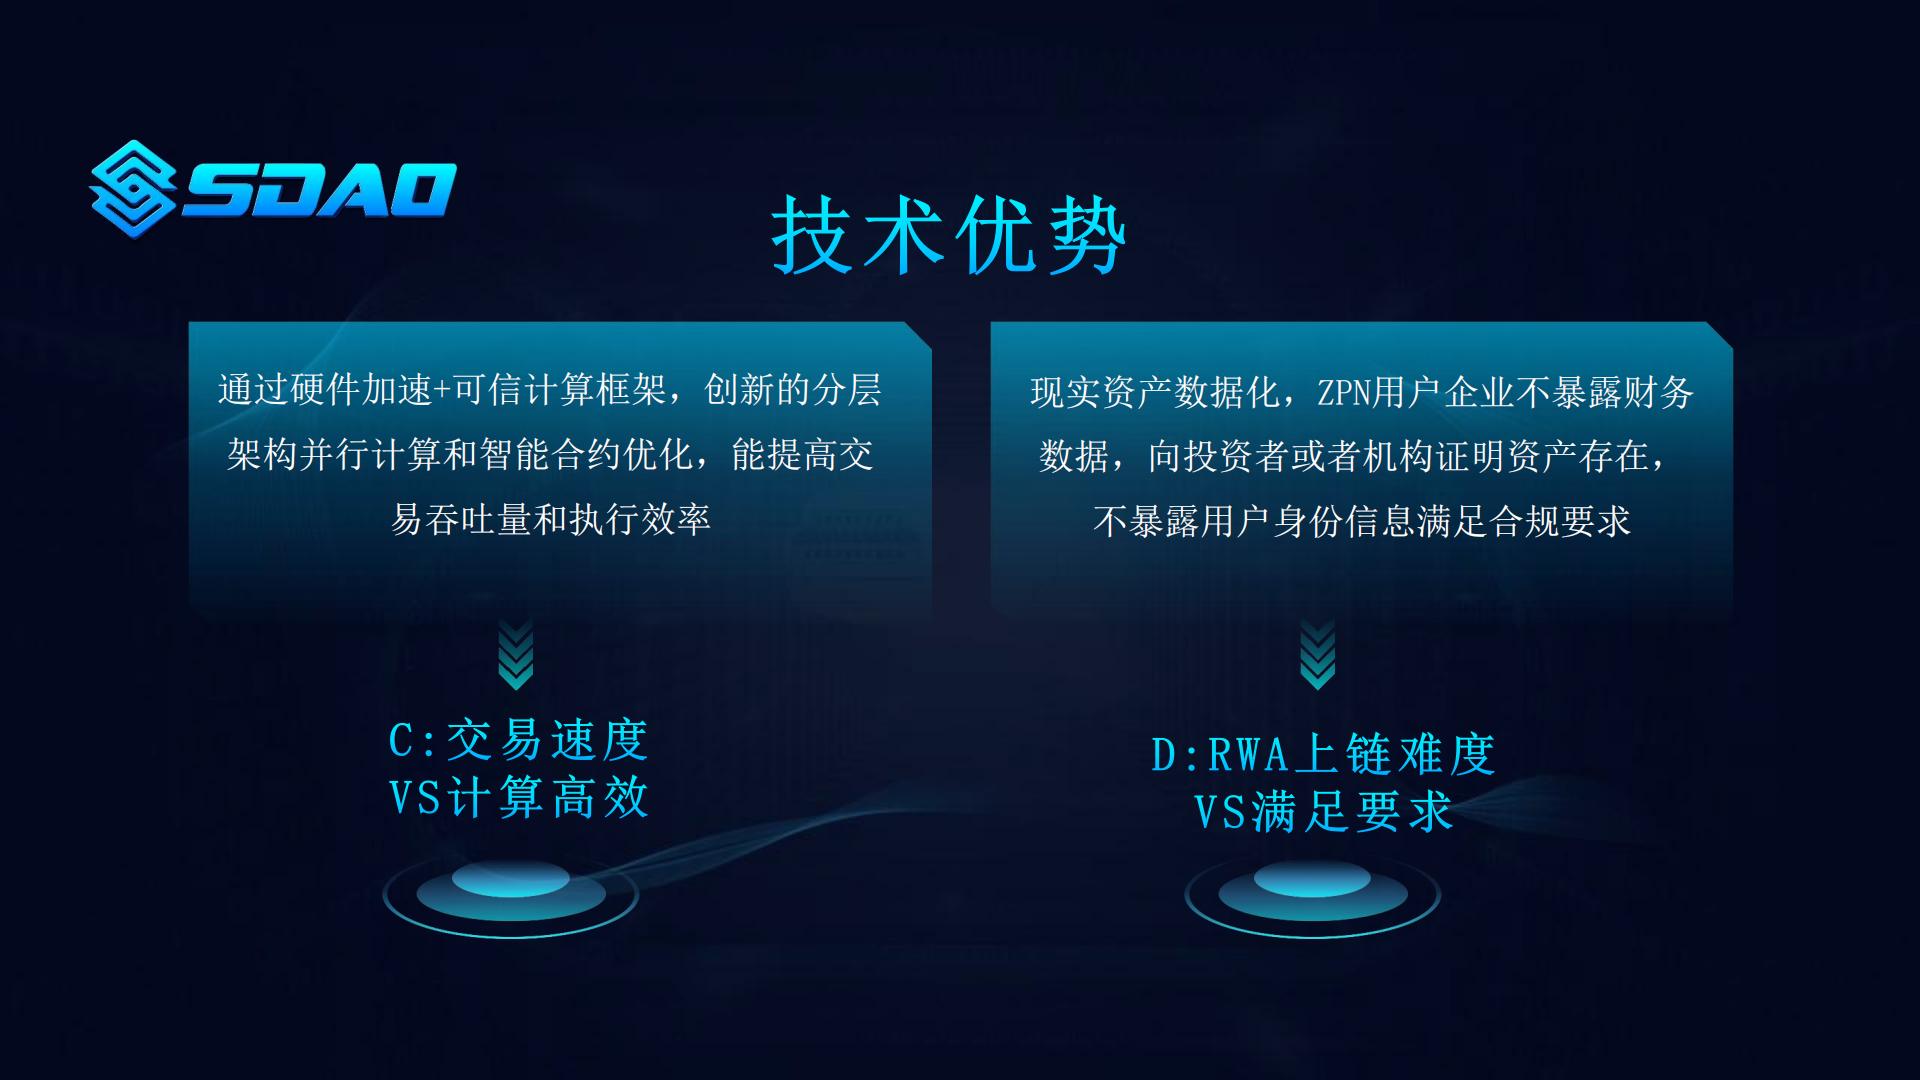 SDAO
技术优势
通过硬件加速+可信计算框架，创新的分层
架构并行计算和智能合约优化，能提高交
易吞吐量和执行效率
现实资产数据化，ZPN用户企业不暴露财务
数据，向投资者或者机构证明资产存在，
不暴露用户身份信息满足合规要求
C:交易速度
VS计算高效
D:RWA上链难度
VS满足要求